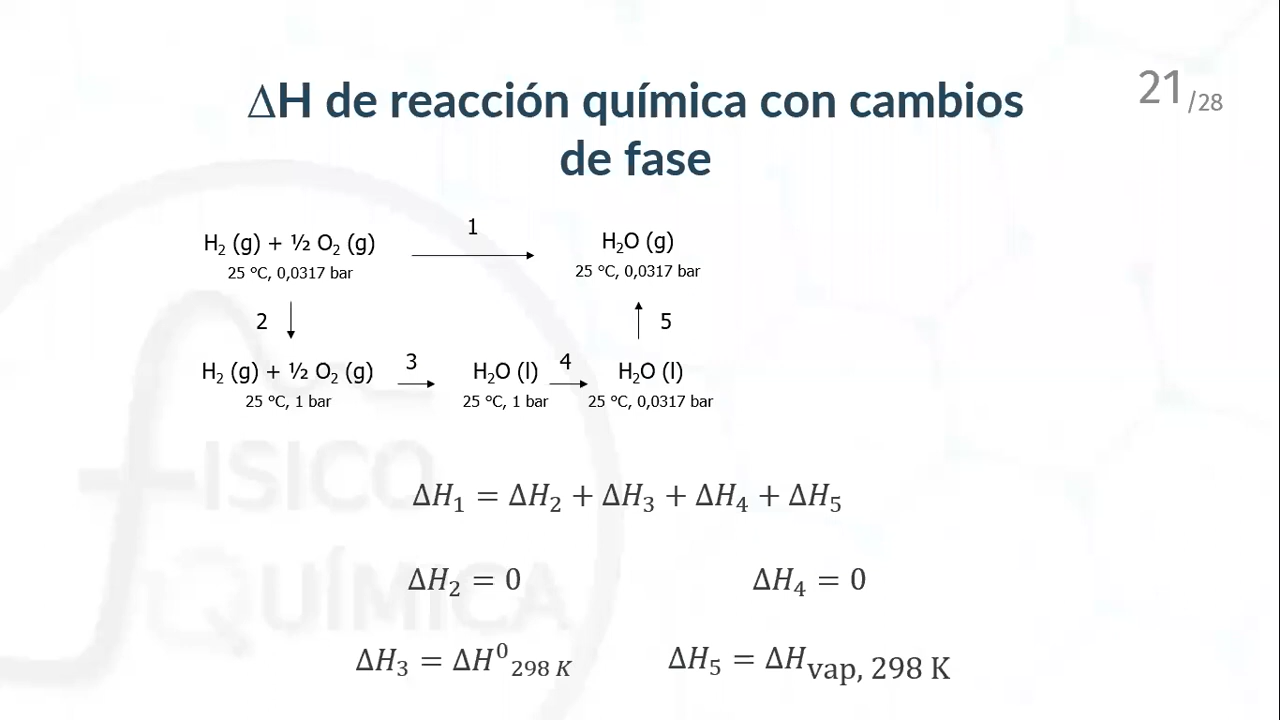 ΔH de reacción química con cambios
de fase
21/28
1
H₂ (g) + ½ O₂ (g)
H₂O (g)
25 °C, 0,0317 bar
25 °C, 0,0317 bar
2
5
H₂ (g) + ½ O₂ (g)
3
H₂O (l)
4
H₂O (l)
25 °C, 1 bar
25 °C, 1 bar
25 °C, 0,0317 bar
FISICO
QUÍMICA
ΔH₁ = ΔH₂ + ΔH₃ + ΔH₄ + ΔH₅
ΔH₂ = 0
ΔH₄ = 0
ΔH₃ = ΔH⁰₂₉₈ K
ΔH₅ = ΔHvap, 298 K